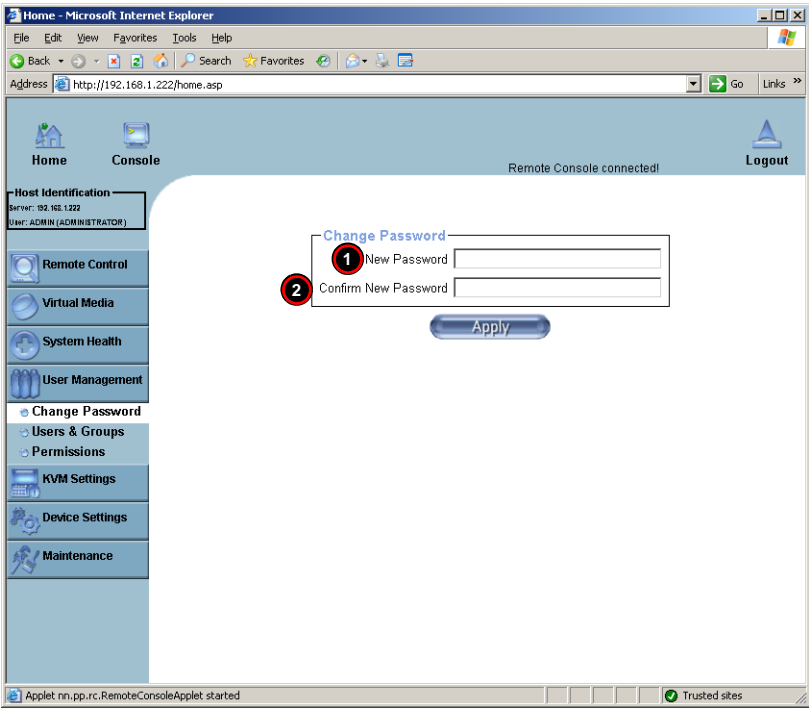 Home - Microsoft Internet Explorer
File Edit View Favorites Tools Help
Back Search Favorites
Address http://192.168.1.222/home.asp Go Links »
Home Console Logout
Remote Console connected!
Host Identification
Server: 192.168.1.222
User: ADMIN (ADMINISTRATOR)
Remote Control
Virtual Media
System Health
User Management
Change Password
Users & Groups
Permissions
KVM Settings
Device Settings
Maintenance
Change Password
1 New Password
2 Confirm New Password
Apply
Applet nn.pp.rc.RemoteConsoleApplet started Trusted sites